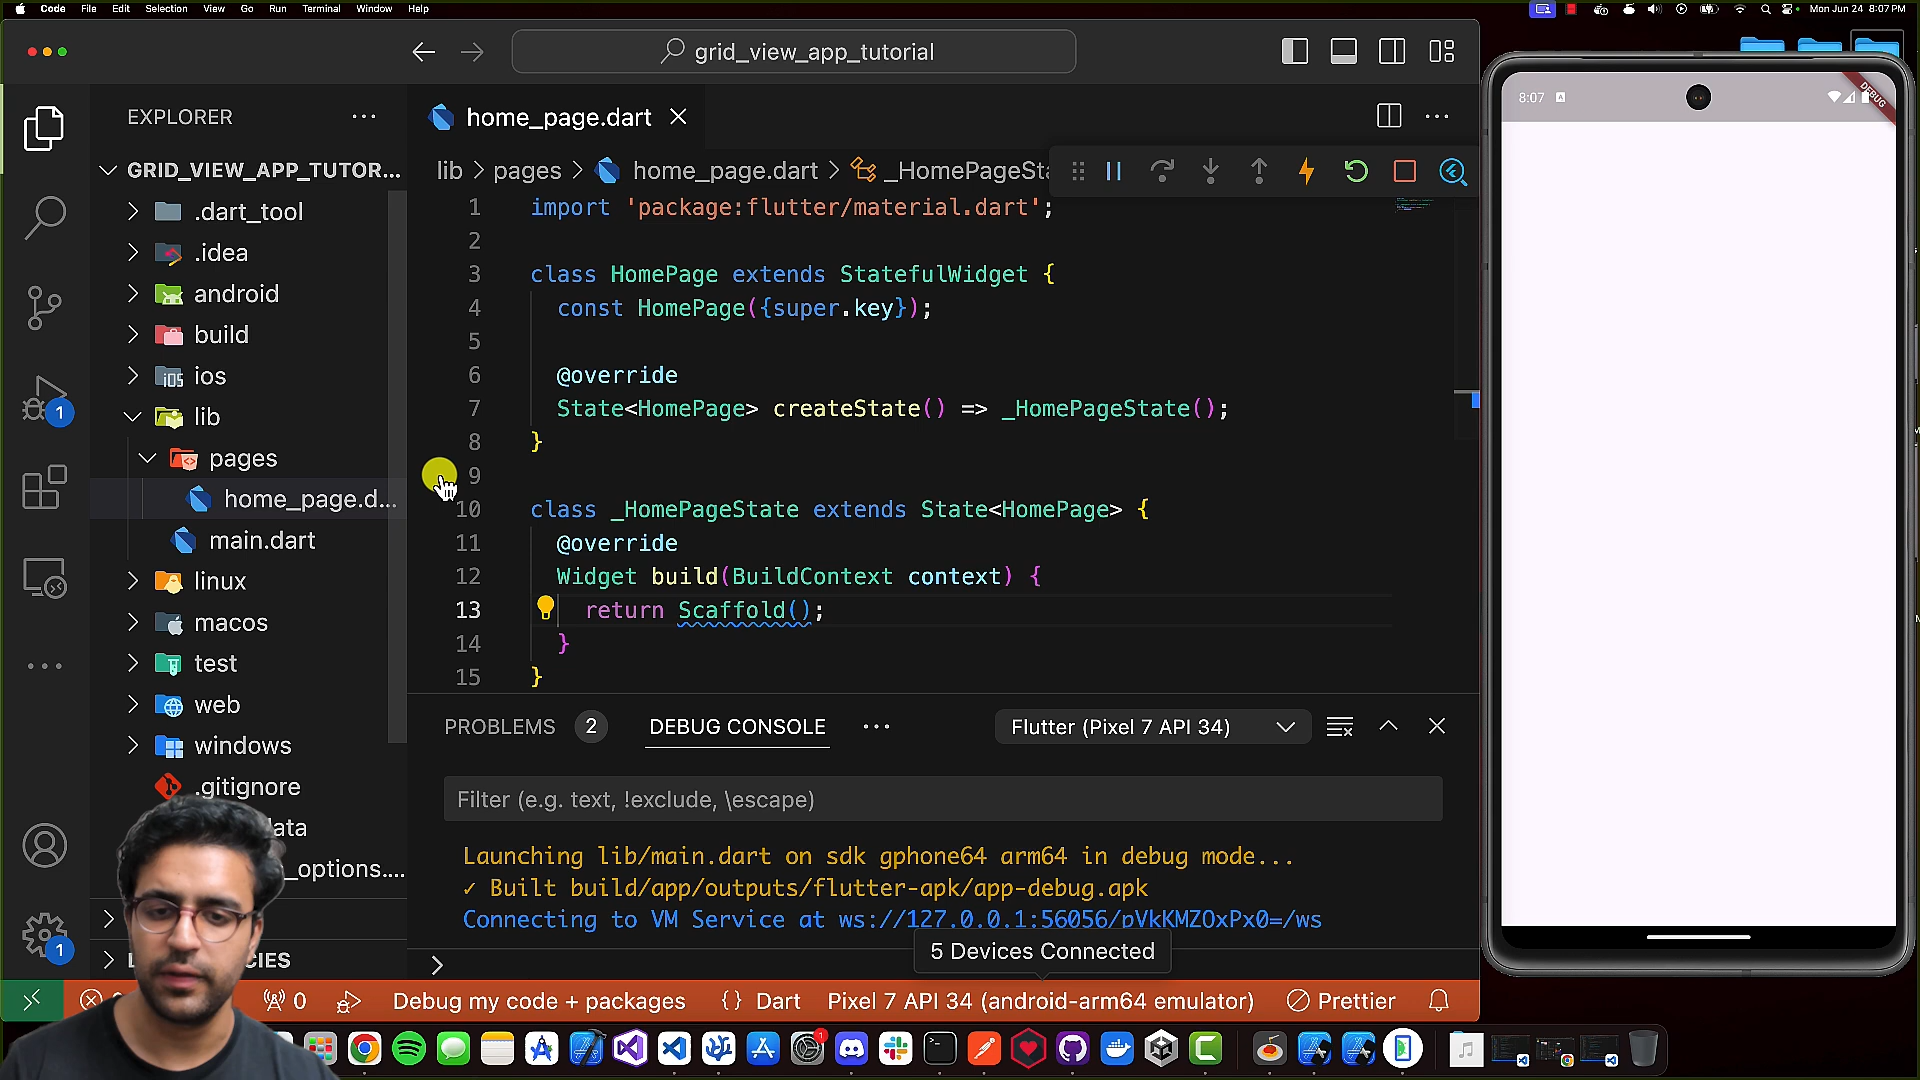 Code File Edit Selection View Go Run Terminal Window Help
Mon Jun 24 8:07 PM
grid_view_app_tutorial
EXPLORER
GRID_VIEW_APP_TUTOR...
.dart_tool
.idea
android
build
ios
lib
pages
home_page.d...
main.dart
linux
macos
test
web
windows
.gitignore
_options....
1
1
home_page.dart
lib > pages > home_page.dart > _HomePageSta
1 import 'package:flutter/material.dart';
2
3 class HomePage extends StatefulWidget {
4 const HomePage({super.key});
5
6 @override
7 State<HomePage> createState() => _HomePageState();
8 }
9
10 class _HomePageState extends State<HomePage> {
11 @override
12 Widget build(BuildContext context) {
13 return Scaffold();
14 }
15 }
PROBLEMS 2 DEBUG CONSOLE
Flutter (Pixel 7 API 34)
Filter (e.g. text, !exclude, \escape)
Launching lib/main.dart on sdk gphone64 arm64 in debug mode...
✓ Built build/app/outputs/flutter-apk/app-debug.apk
Connecting to VM Service at ws://127.0.0.1:56056/pVkKMZOxPx0=/ws
5 Devices Connected
0 Debug my code + packages {} Dart Pixel 7 API 34 (android-arm64 emulator) Prettier
8:07
DEBUG